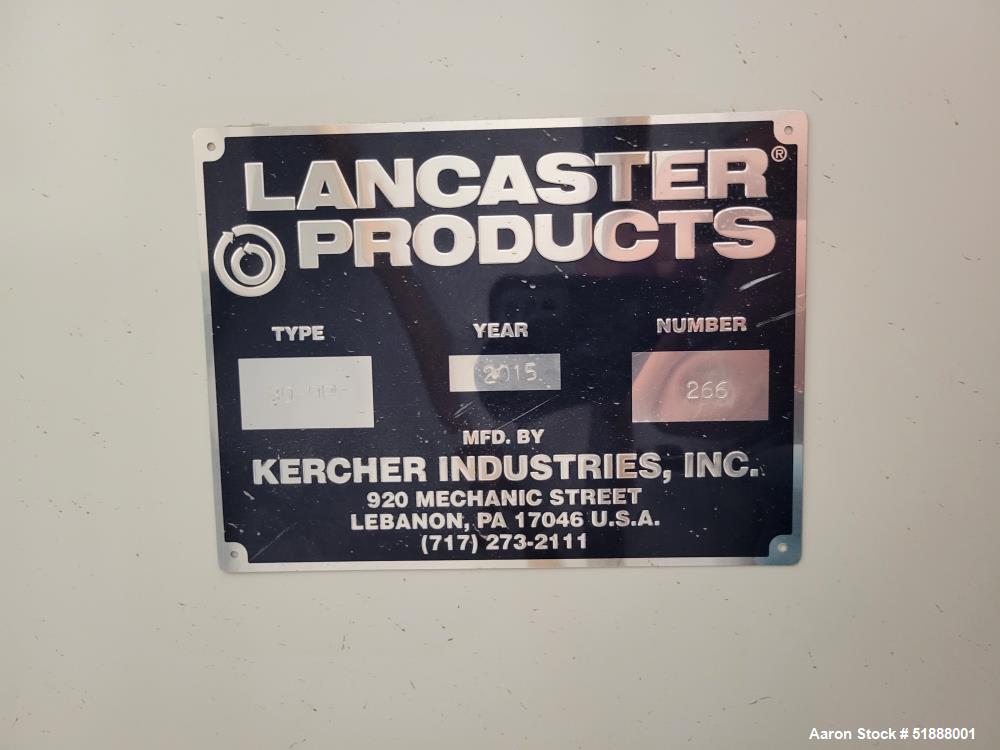 LANCASTER®
PRODUCTS
TYPE YEAR NUMBER
2015 266
MFD. BY
KERCHER INDUSTRIES, INC.
920 MECHANIC STREET
LEBANON, PA 17046 U.S.A.
(717) 273-2111
Aaron Stock # 51888001